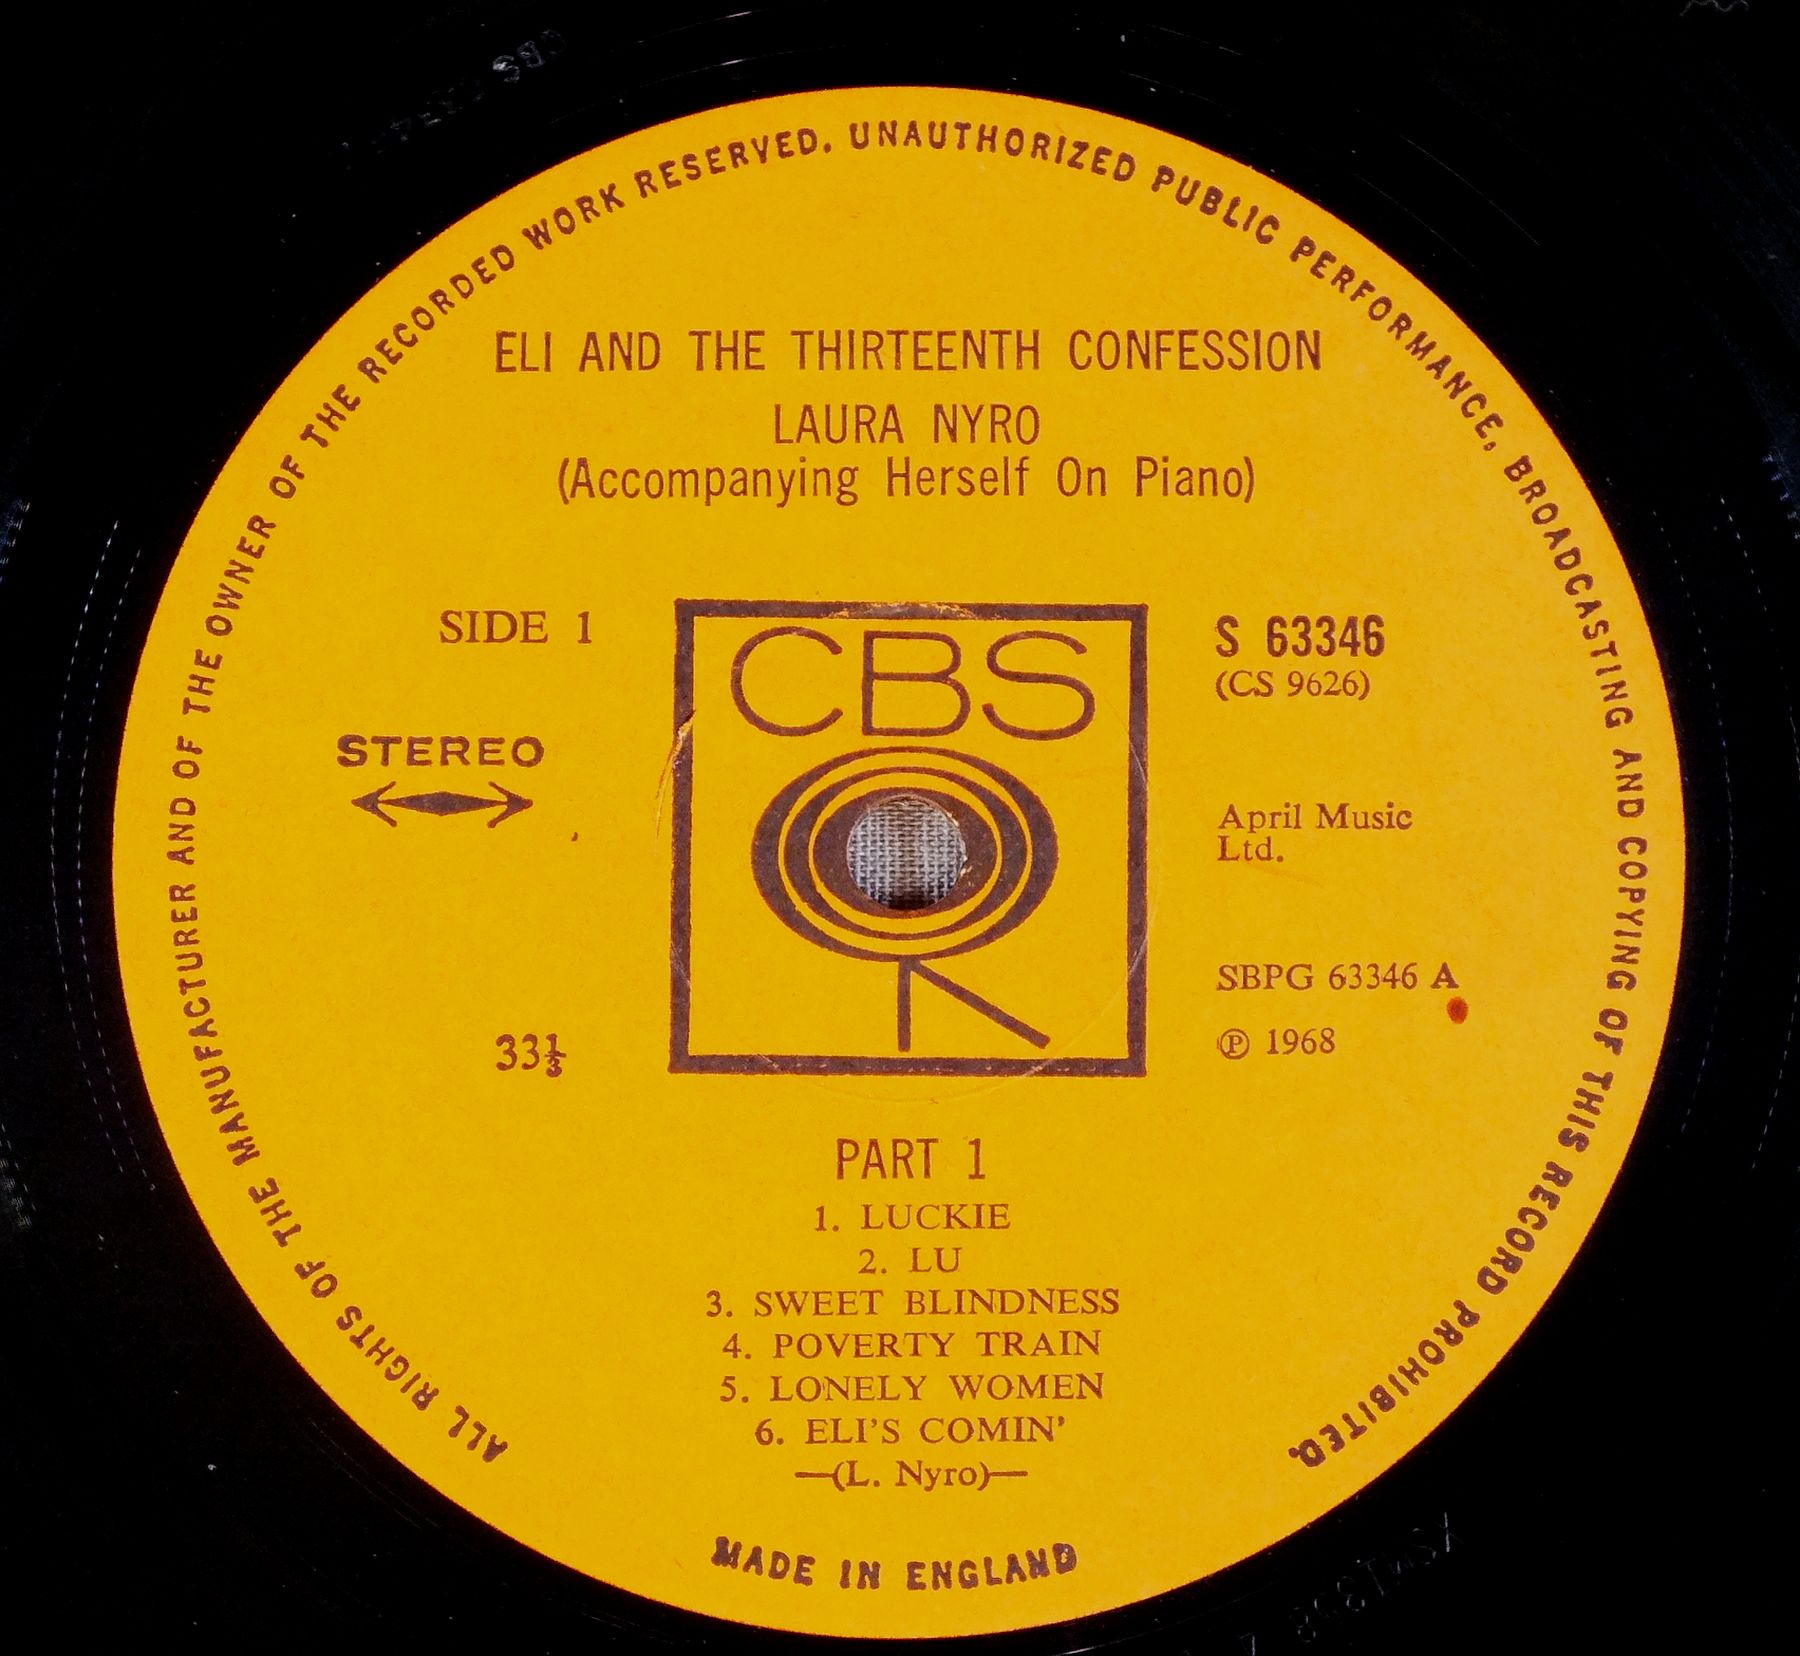 ALL RIGHTS OF THE MANUFACTURER AND OF THE OWNER OF THE RECORDED WORK RESERVED. UNAUTHORIZED PUBLIC PERFORMANCE, BROADCASTING AND COPYING OF THIS RECORD PROHIBITED.
ELI AND THE THIRTEENTH CONFESSION
LAURA NYRO
(Accompanying Herself On Piano)
SIDE 1
STEREO
33⅓
CBS
S 63346
(CS 9626)
April Music
Ltd.
SBPG 63346 A
℗ 1968
PART 1
1. LUCKIE
2. LU
3. SWEET BLINDNESS
4. POVERTY TRAIN
5. LONELY WOMEN
6. ELI'S COMIN'
—(L. Nyro)—
MADE IN ENGLAND